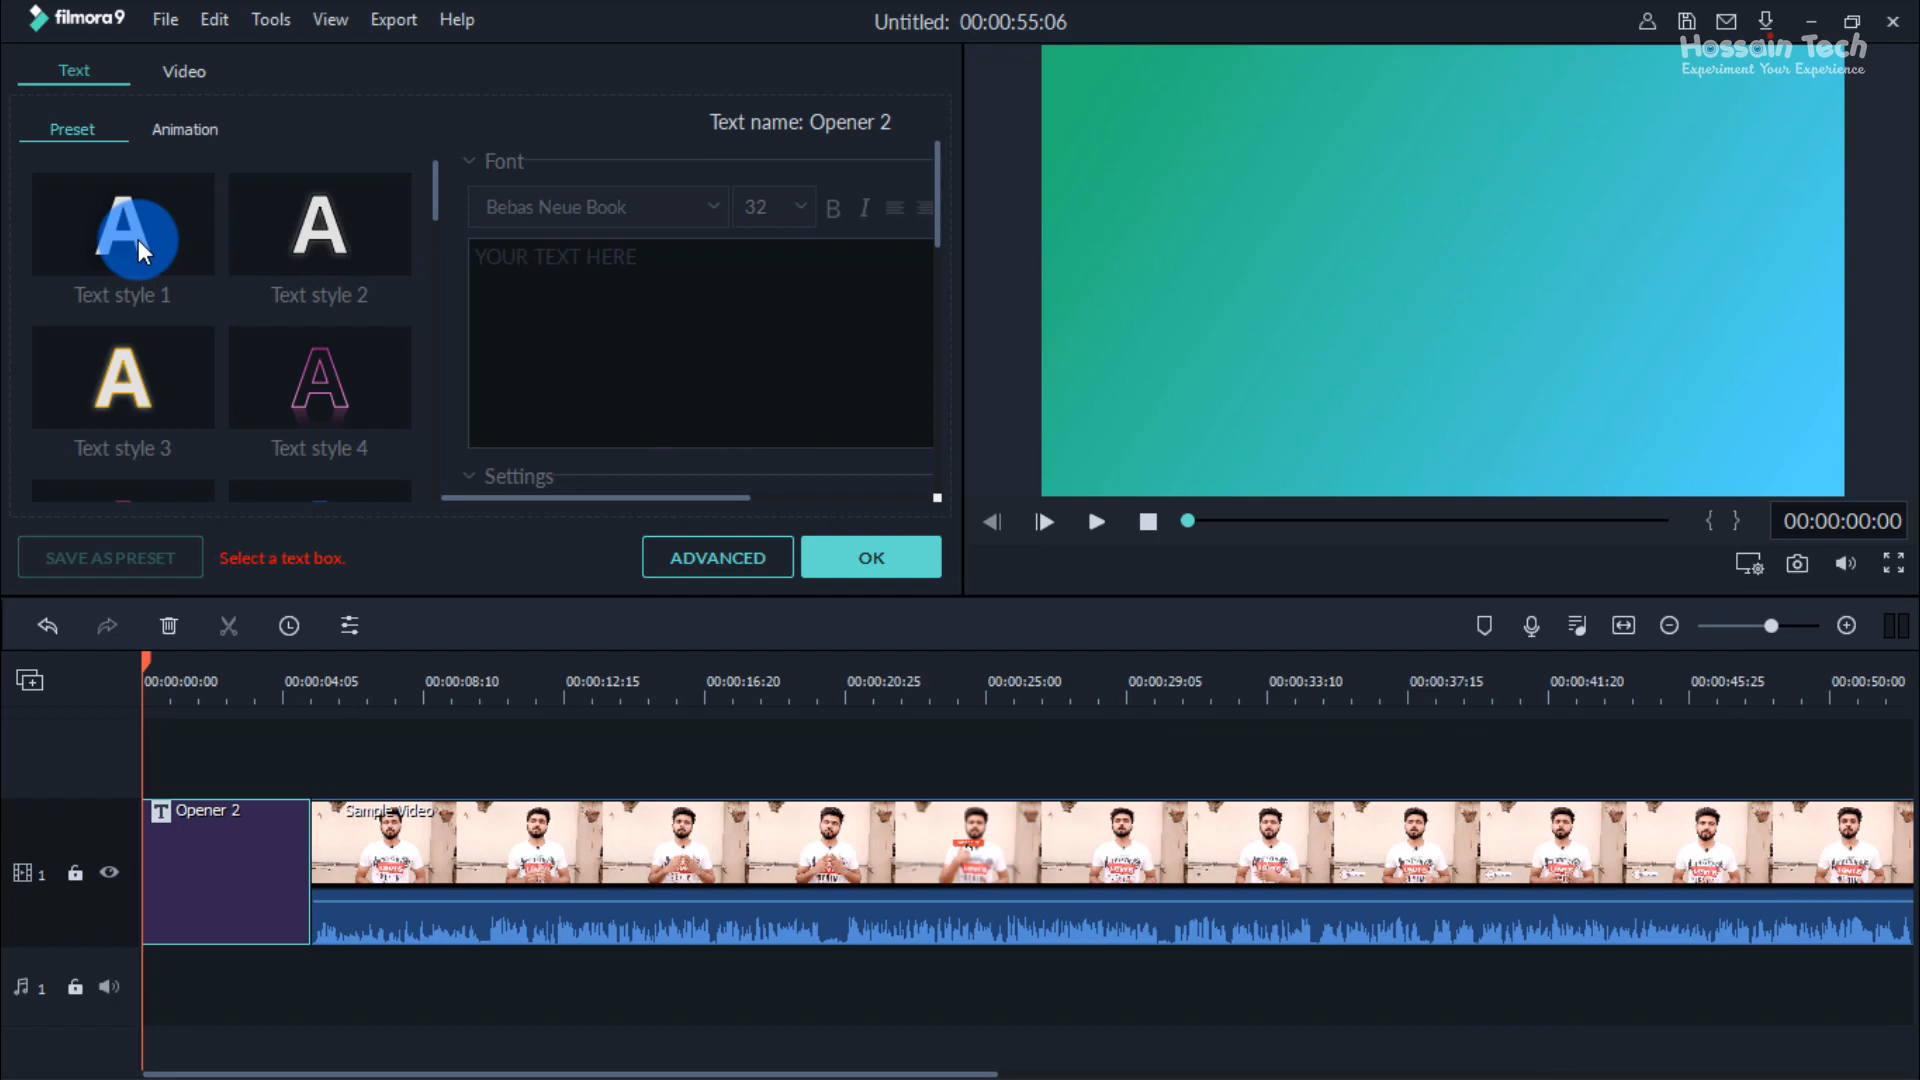 filmora9 File Edit Tools View Export Help Untitled: 00:00:55:06
Hossain Tech
Experiment Your Experience
Text Video
Preset Animation Text name: Opener 2
Font
Bebas Neue Book 32 B I
YOUR TEXT HERE
A A
Text style 1 Text style 2
A A
Text style 3 Text style 4
Settings
SAVE AS PRESET Select a text box. ADVANCED OK
{ } 00:00:00:00
00:00:00:00 00:00:04:05 00:00:08:10 00:00:12:15 00:00:16:20 00:00:20:25 00:00:25:00 00:00:29:05 00:00:33:10 00:00:37:15 00:00:41:20 00:00:45:25 00:00:50:00
T Opener 2 Sample Video
1
1